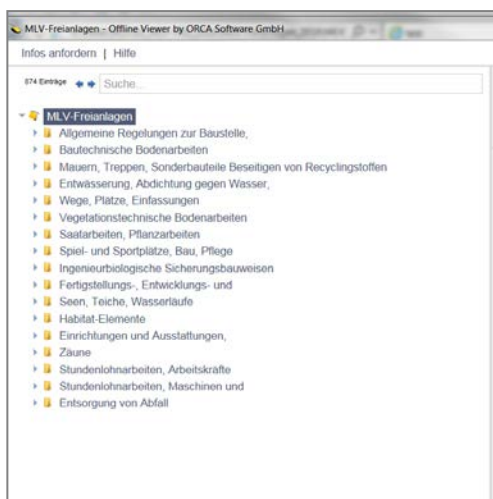 MLV-Freianlagen - Offline Viewer by ORCA Software GmbH
Infos anfordern | Hilfe
674 Einträge Suche...
MLV-Freianlagen
Allgemeine Regelungen zur Baustelle,
Bautechnische Bodenarbeiten
Mauern, Treppen, Sonderbauteile Beseitigen von Recyclingstoffen
Entwässerung, Abdichtung gegen Wasser,
Wege, Plätze, Einfassungen
Vegetationstechnische Bodenarbeiten
Saatarbeiten, Pflanzarbeiten
Spiel- und Sportplätze, Bau, Pflege
Ingenieurbiologische Sicherungsbauweisen
Fertigstellungs-, Entwicklungs- und
Seen, Teiche, Wasserläufe
Habitat-Elemente
Einrichtungen und Ausstattungen,
Zäune
Stundenlohnarbeiten, Arbeitskräfte
Stundenlohnarbeiten, Maschinen und
Entsorgung von Abfall